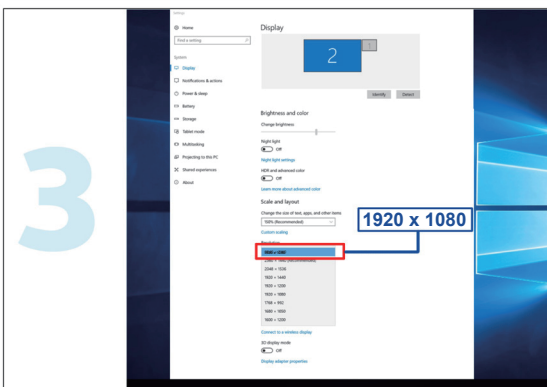 Settings
Home
Display
Find a setting
System
Display
Notifications & actions
Power & sleep
Battery
Storage
Tablet mode
Multitasking
Projecting to this PC
Shared experiences
About
2
1
Identify
Detect
Brightness and color
Change brightness
Night light
Off
Night light settings
HDR and advanced color
Off
Learn more about advanced color
Scale and layout
Change the size of text, apps, and other items
100% (Recommended)
Custom scaling
Resolution
(Recommended)
2048 × 1536
1920 × 1440
1920 × 1200
1920 × 1080
1680 × 1050
1600 × 1200
Connect to a wireless display
3D display mode
Off
Display adapter properties
3
1920 x 1080